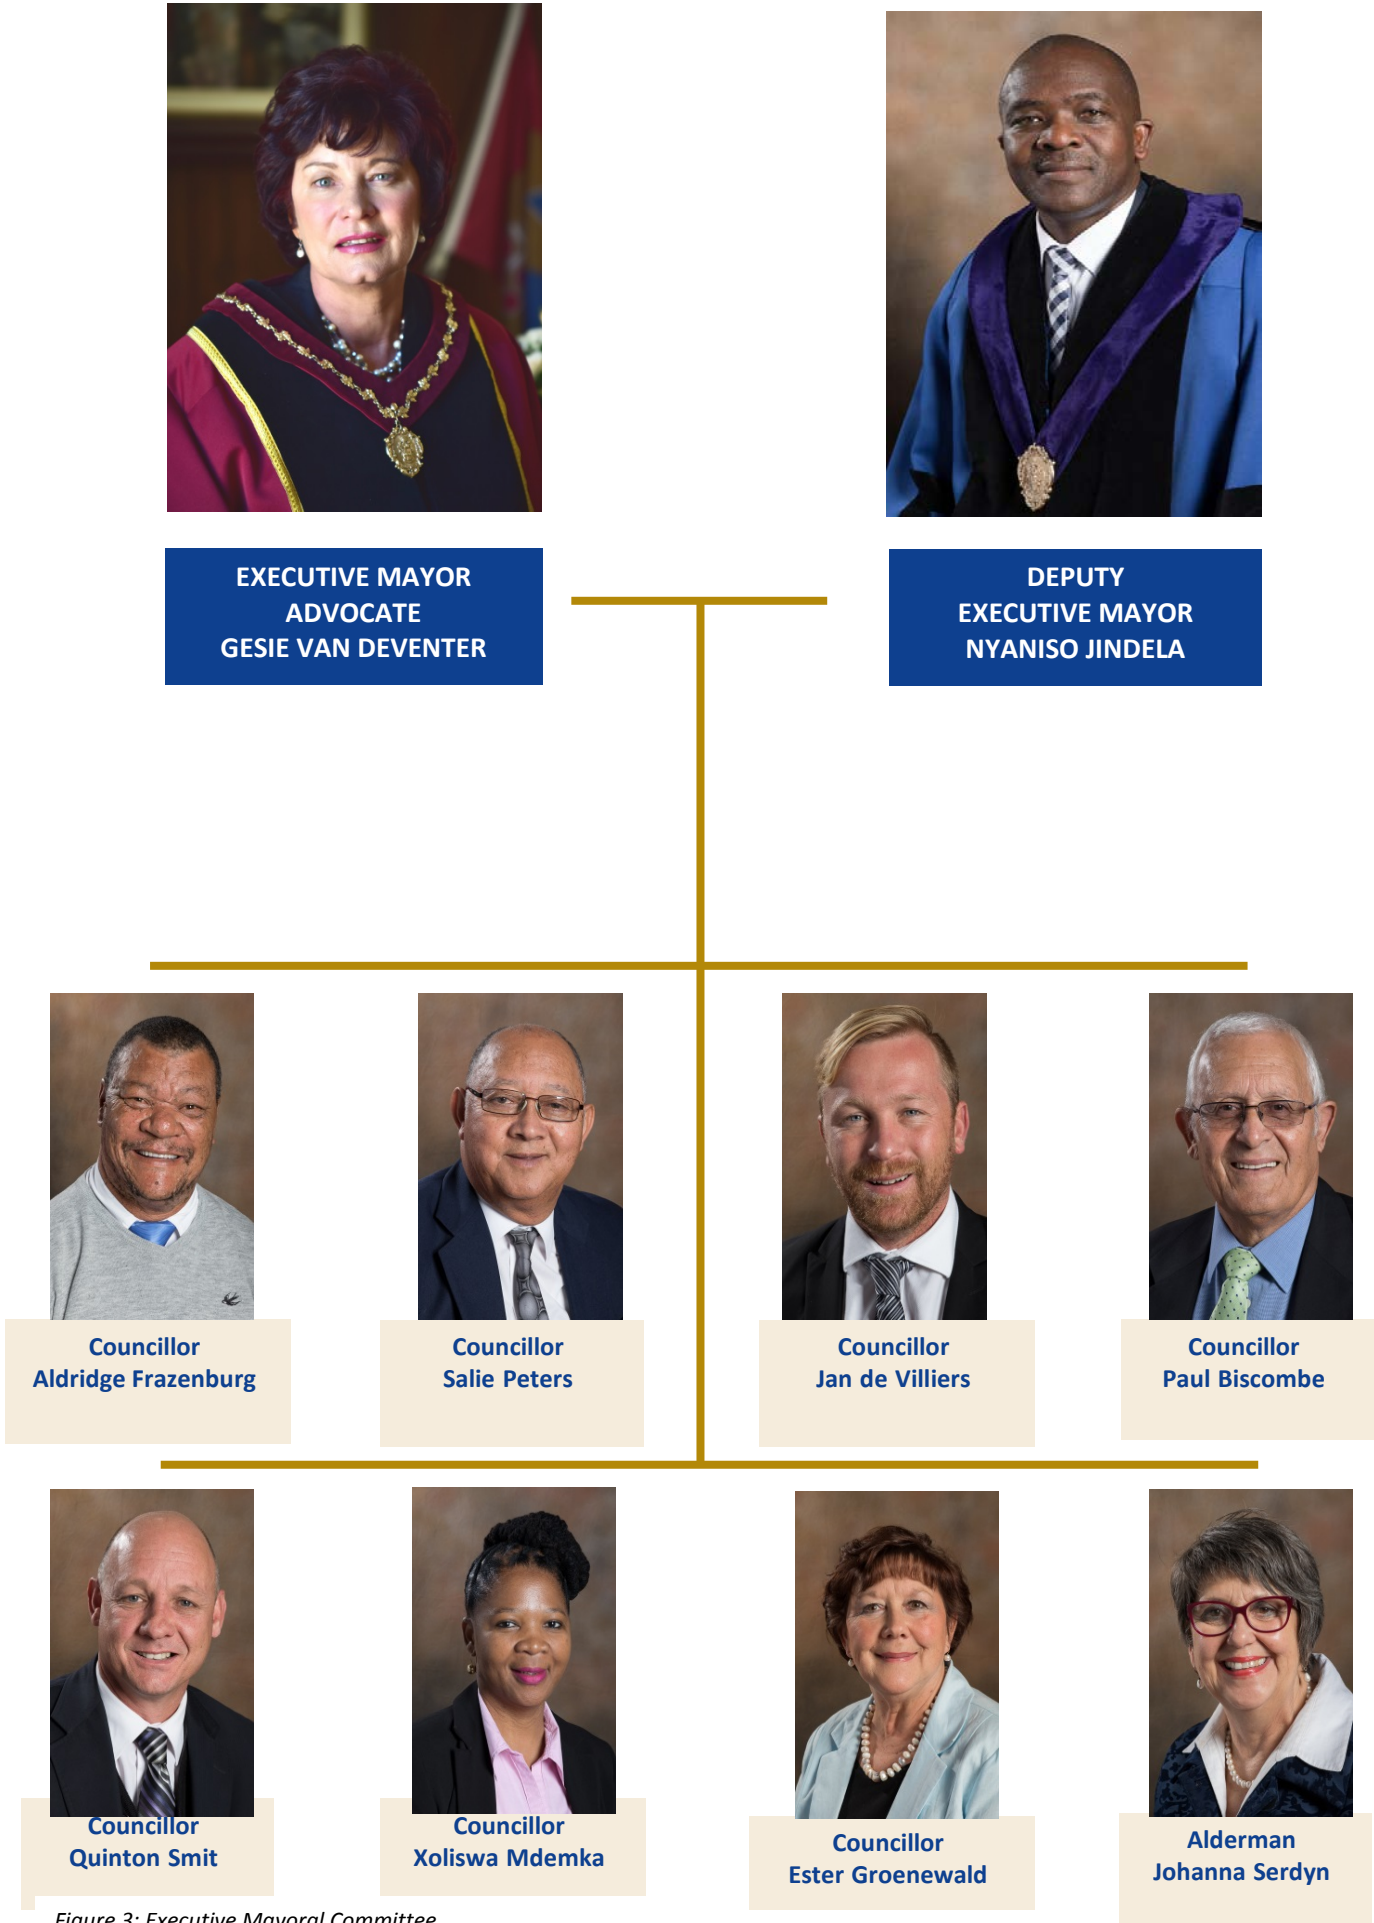 EXECUTIVE MAYOR
ADVOCATE
GESIE VAN DEVENTER
DEPUTY
EXECUTIVE MAYOR
NYANISO JINDELA
Councillor
Aldridge Frazenburg
Councillor
Salie Peters
Councillor
Jan de Villiers
Councillor
Paul Biscombe
Councillor
Quinton Smit
Councillor
Xoliswa Mdemka
Councillor
Ester Groenewald
Alderman
Johanna Serdyn
Figure 3: Executive Mayoral Committee